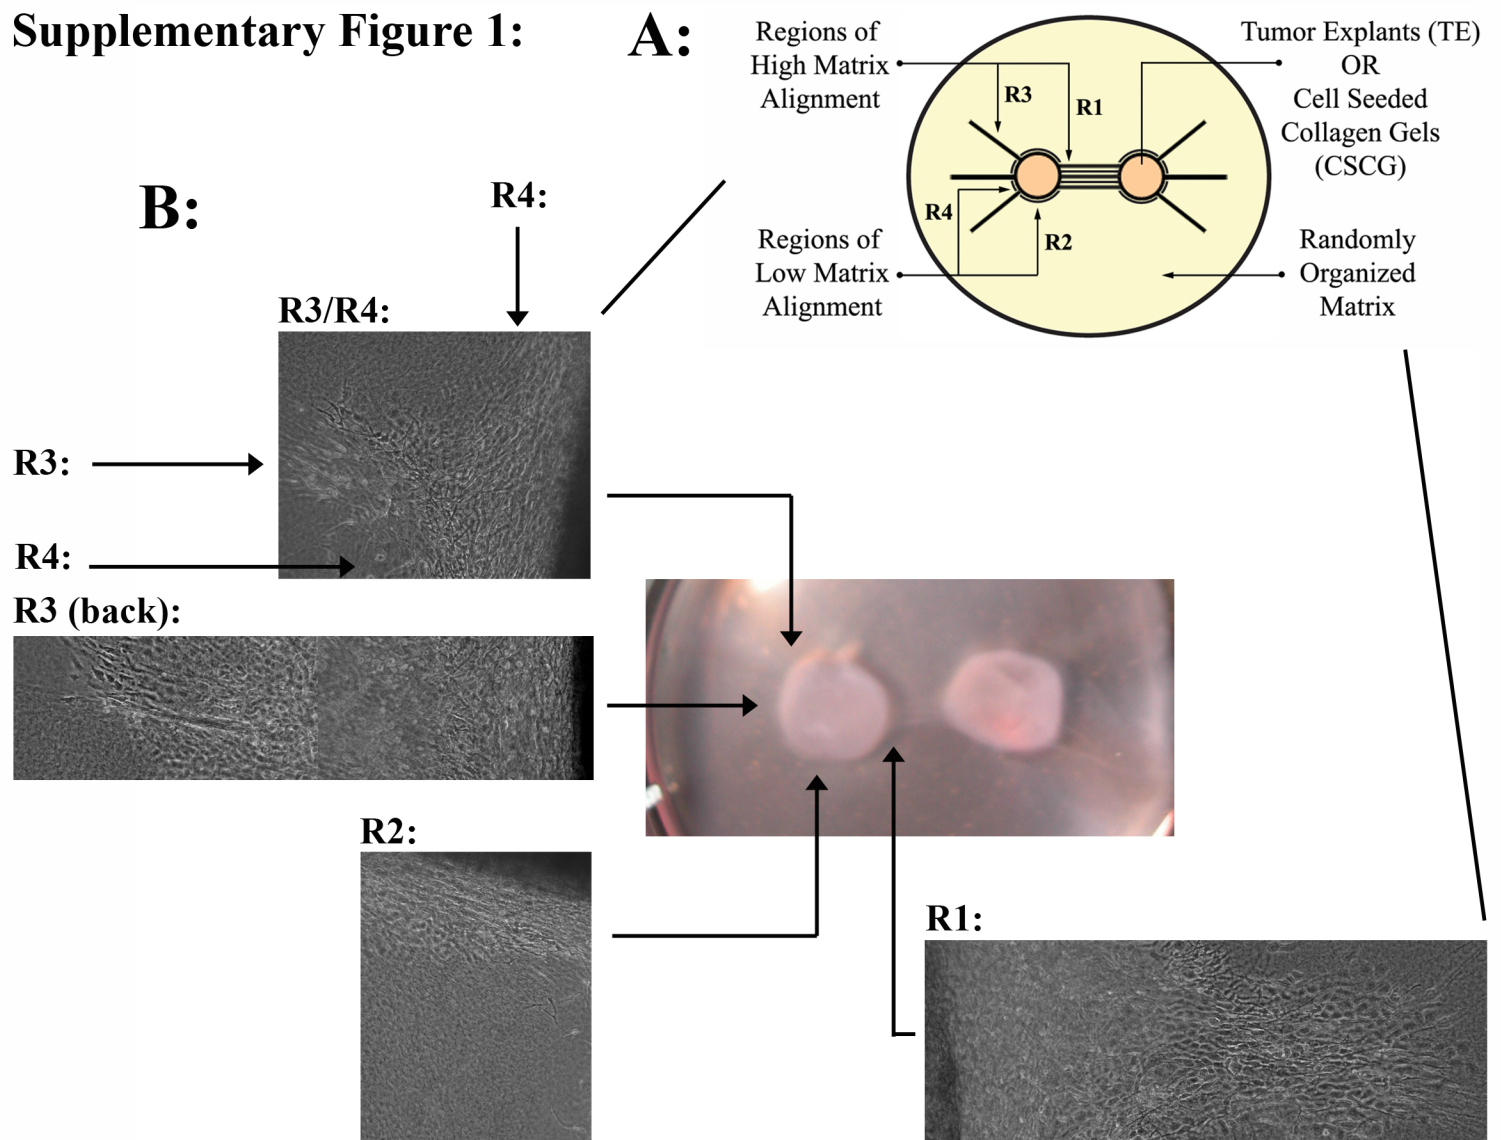 Supplementary Figure 1:
A:
Regions of
High Matrix
Alignment
R3
R1
Tumor Explants (TE)
OR
Cell Seeded
Collagen Gels
(CSCG)
R4
R2
Regions of
Low Matrix
Alignment
Randomly
Organized
Matrix
B:
R4:
R3/R4:
R3:
R4:
R3 (back):
R2:
R1: